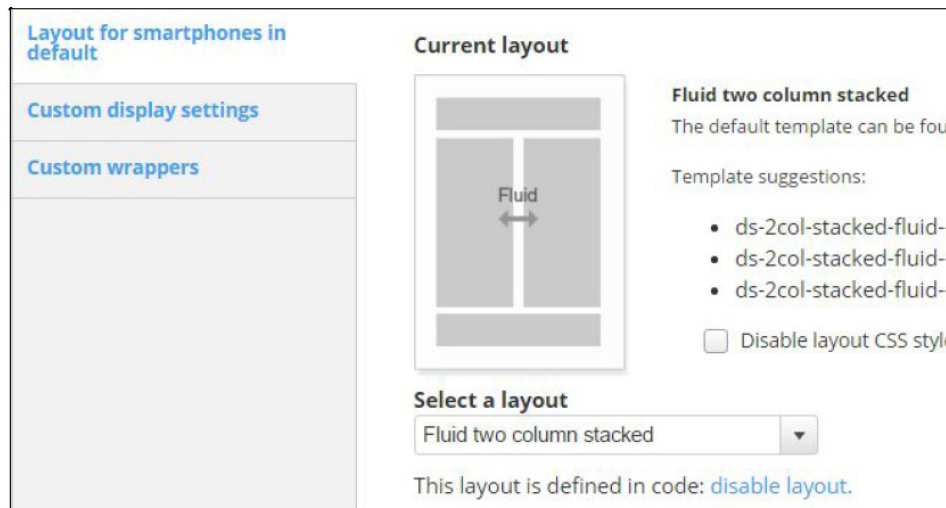 Layout for smartphones in
default
Custom display settings
Custom wrappers
Current layout
Fluid
Fluid two column stacked
The default template can be fou
Template suggestions:
ds-2col-stacked-fluid-
ds-2col-stacked-fluid-
ds-2col-stacked-fluid-
Disable layout CSS style
Select a layout
Fluid two column stacked
This layout is defined in code: disable layout.